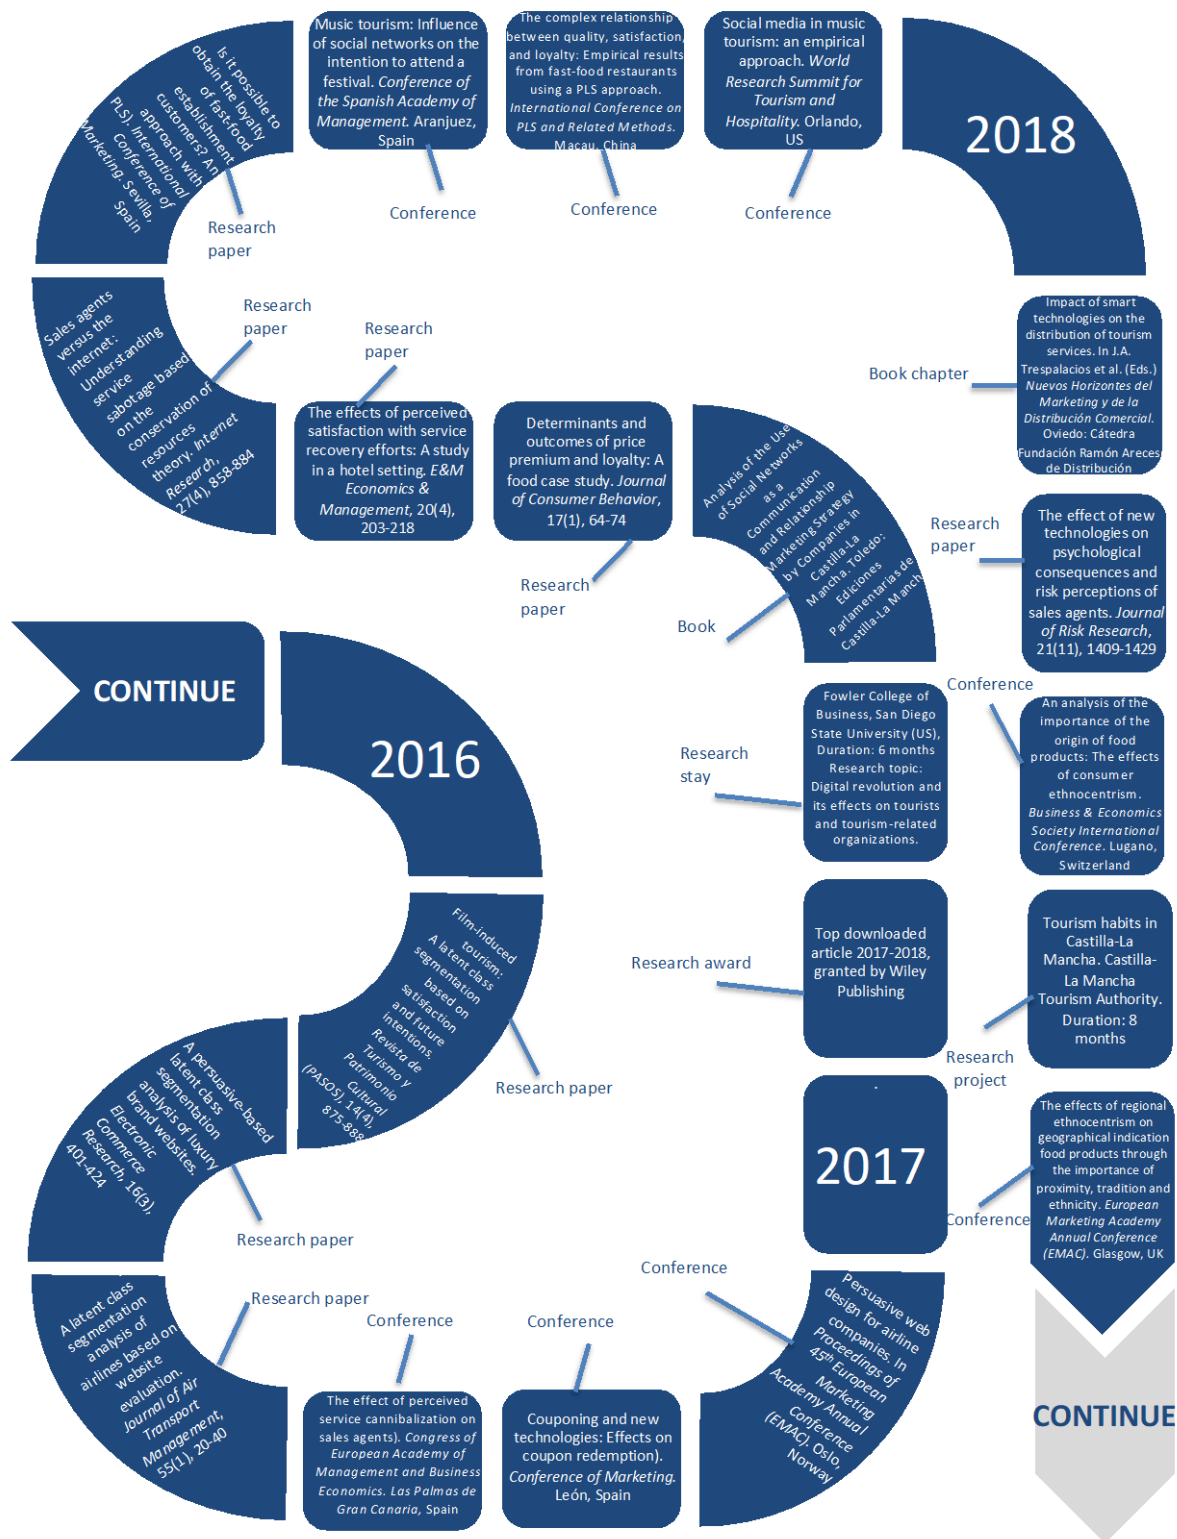 CONTINUE
2016
Film-induced
tourism:
A latent class
segmentation
based on
satisfaction
and future
intentions.
Revista de
Turismo y
Patrimonio
Cultural
(PASOS), 14(4),
875-888
Research paper
A persuasive-based
latent class
segmentation
analysis of luxury
brand websites.
Electronic
Commerce
Research, 16(3),
401-424
Research paper
A latent class
segmentation
analysis of
airlines based on
website
evaluation.
Journal of Air
Transport
Management,
55(1), 20-40
Research paper
The effect of perceived
service cannibalization on
sales agents). Congress of
European Academy of
Management and Business
Economics. Las Palmas de
Gran Canaria, Spain
Conference
Couponing and new
technologies: Effects on
coupon redemption).
Conference of Marketing.
León, Spain
Conference
Persuasive web
design for airline
companies. In
Proceedings of
45th European
Marketing
Academy Annual
Conference
(EMAC). Oslo,
Norway
Conference
.
2017
Top downloaded
article 2017-2018,
granted by Wiley
Publishing
Research award
Fowler College of
Business, San Diego
State University (US),
Duration: 6 months
Research topic:
Digital revolution and
its effects on tourists
and tourism-related
organizations.
Research
stay
Analysis of the Use
of Social Networks
as a
Communication
and Relationship
Marketing Strategy
by Companies in
Castilla-La
Mancha. Toledo:
Ediciones
Parlamentarias de
Castilla-La Manch
Book
Determinants and
outcomes of price
premium and loyalty: A
food case study. Journal
of Consumer Behavior,
17(1), 64-74
Research
paper
The effects of perceived
satisfaction with service
recovery efforts: A study
in a hotel setting. E&M
Economics &
Management, 20(4),
203-218
Research
paper
Sales agents
versus the
internet:
Understanding
service
sabotage based
on the
conservation of
resources
theory. Internet
Research,
27(4), 858-884
Research
paper
Is it possible to
obtain the loyalty
of fast-food
establishment
customers? An
approach with
PLS). International
Conference of
Marketing. Sevilla,
Spain
Research
paper
Music tourism: Influence
of social networks on the
intention to attend a
festival. Conference of
the Spanish Academy of
Management. Aranjuez,
Spain
Conference
The complex relationship
between quality, satisfaction,
and loyalty: Empirical results
from fast-food restaurants
using a PLS approach.
International Conference on
PLS and Related Methods.
Macau, China
Conference
Social media in music
tourism: an empirical
approach. World
Research Summit for
Tourism and
Hospitality. Orlando,
US
Conference
2018
Impact of smart
technologies on the
distribution of tourism
services. In J.A.
Trespalacios et al. (Eds.)
Nuevos Horizontes del
Marketing y de la
Distribución Comercial.
Oviedo: Cátedra
Fundación Ramón Areces
de Distribución
Book chapter
The effect of new
technologies on
psychological
consequences and
risk perceptions of
sales agents. Journal
of Risk Research,
21(11), 1409-1429
Research
paper
An analysis of the
importance of the
origin of food
products: The effects
of consumer
ethnocentrism.
Business & Economics
Society International
Conference. Lugano,
Switzerland
Conference
Tourism habits in
Castilla-La
Mancha. Castilla-
La Mancha
Tourism Authority.
Duration: 8
months
Research
project
The effects of regional
ethnocentrism on
geographical indication
food products through
the importance of
proximity, tradition and
ethnicity. European
Marketing Academy
Annual Conference
(EMAC). Glasgow, UK
Conference
CONTINUE